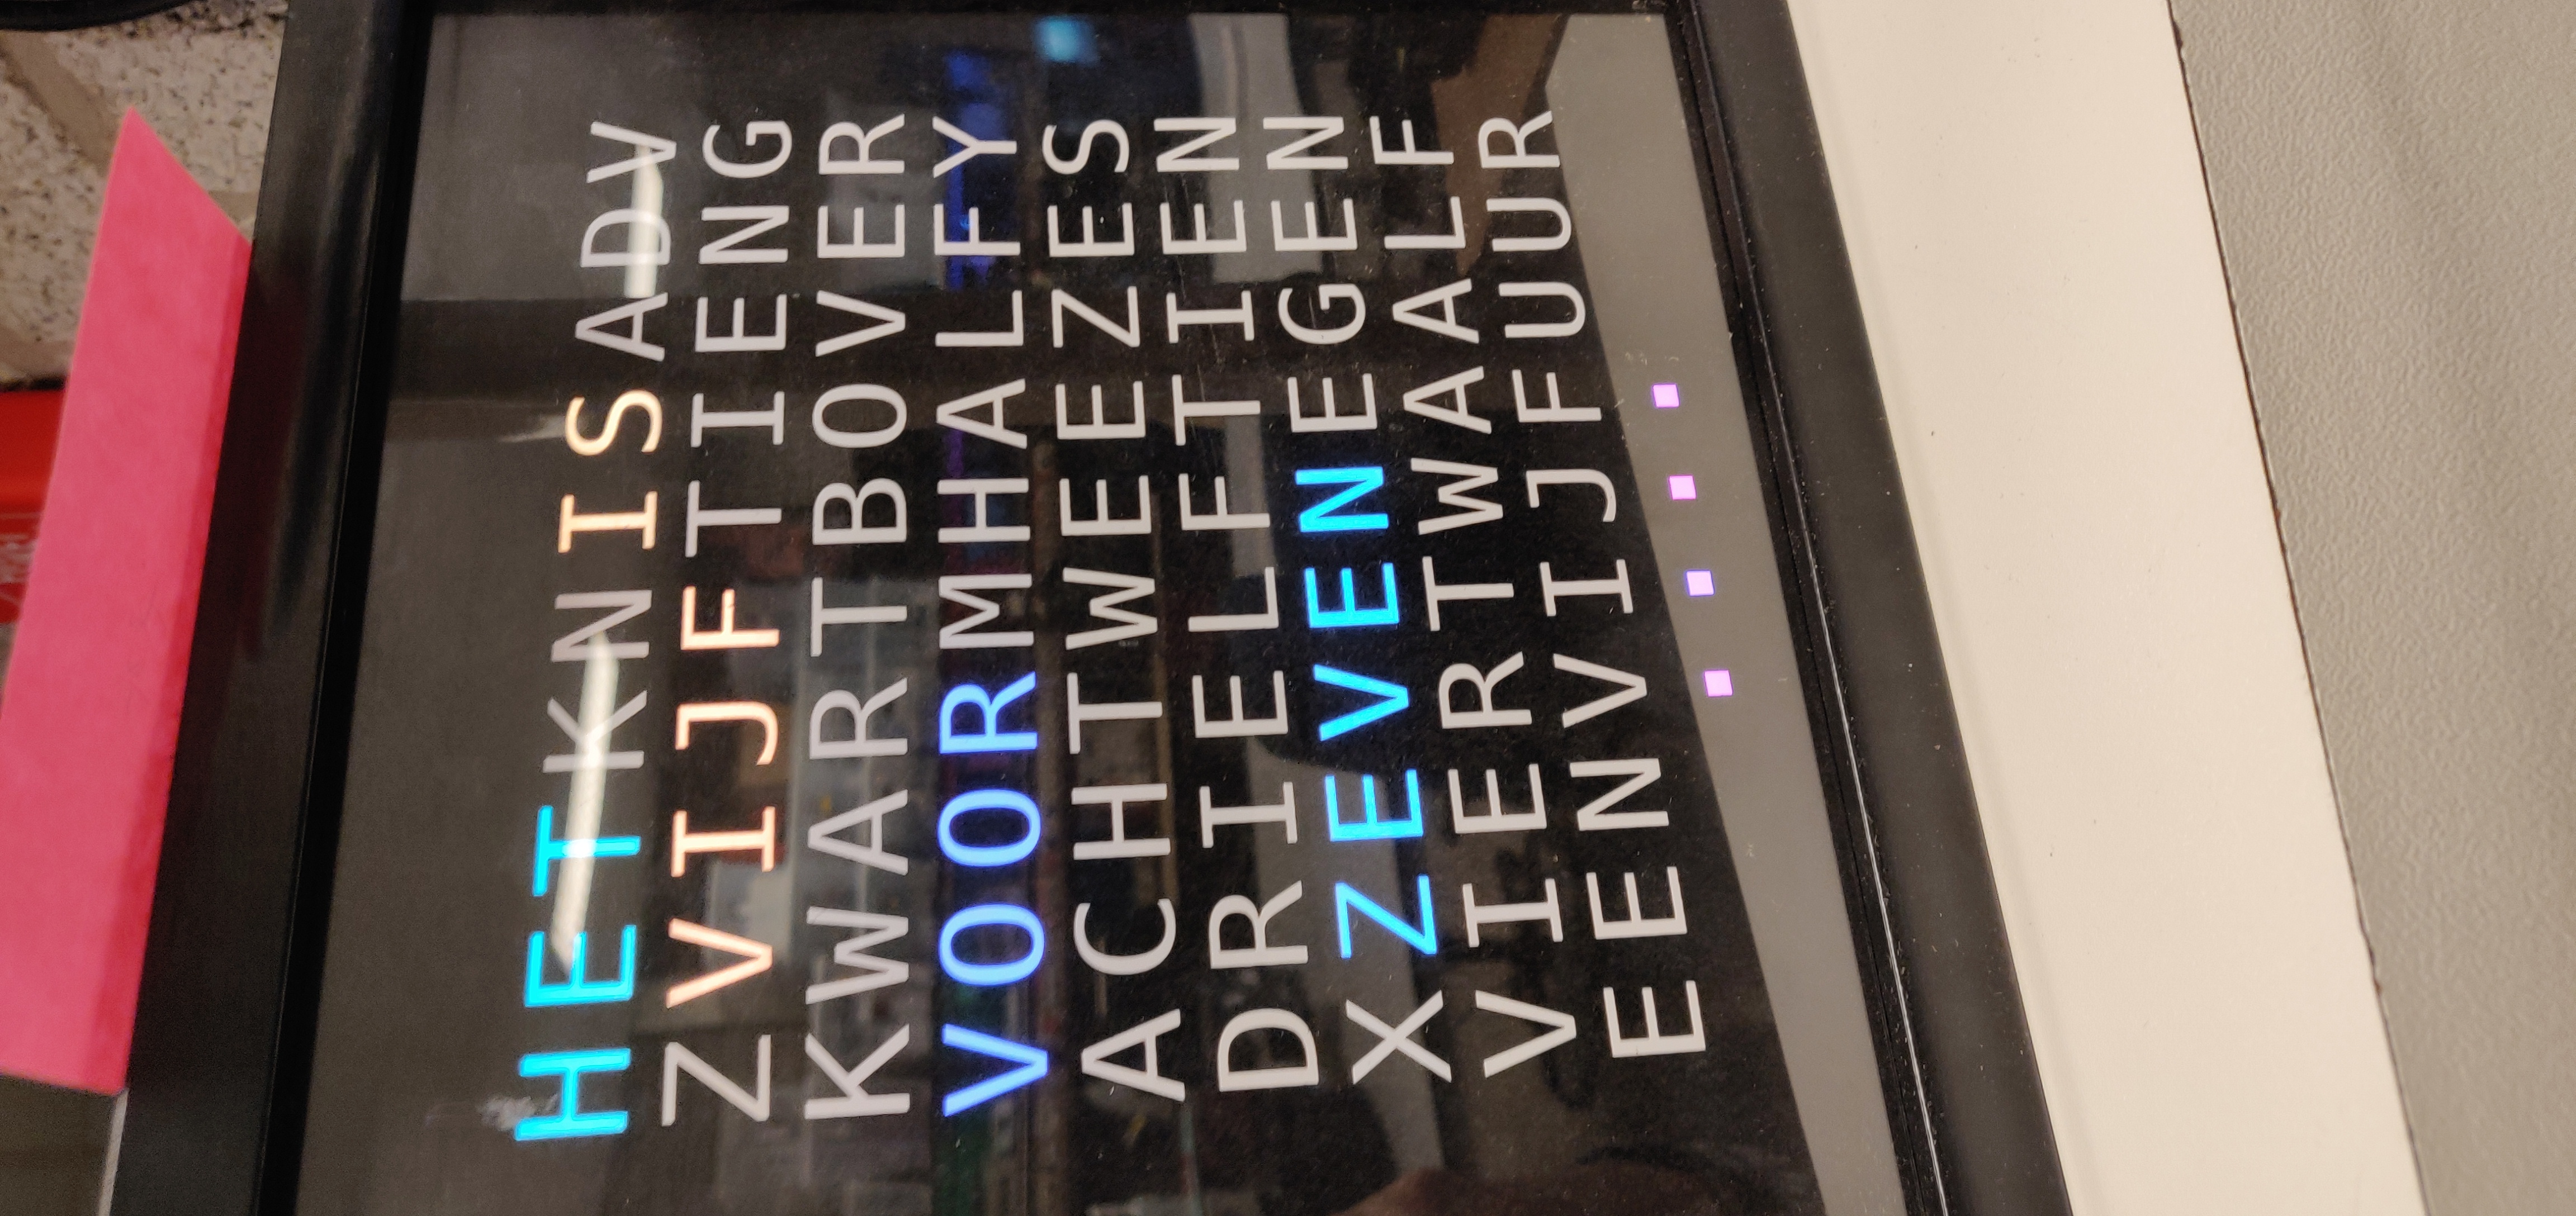 HETKNISADV
ZVIJFTIENG
KWARTBOVER
VOORMHALFY
ACHTWEEZES
DRIELFTIEN
XZEVENEGEN
VIERTWAALF
EENVIJFUUR